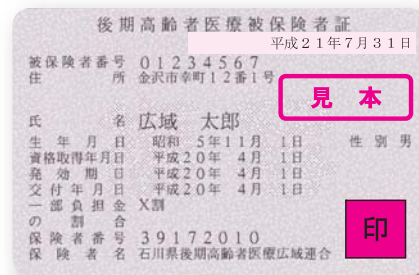 後期高齢者医療被保険者証
平成21年7月31日
被保険者番号 01234567
住所 金沢市幸町12番1号
見本
氏名 広域 太郎
生年月日 昭和 5年11月 1日 性別 男
資格取得年月日 平成20年 4月 1日
発効期日 平成20年 4月 1日
交付年月日 平成20年 4月 1日
一部負担金 X割
の割合
印
保険者番号 39172010
保険者名 石川県後期高齢者医療広域連合